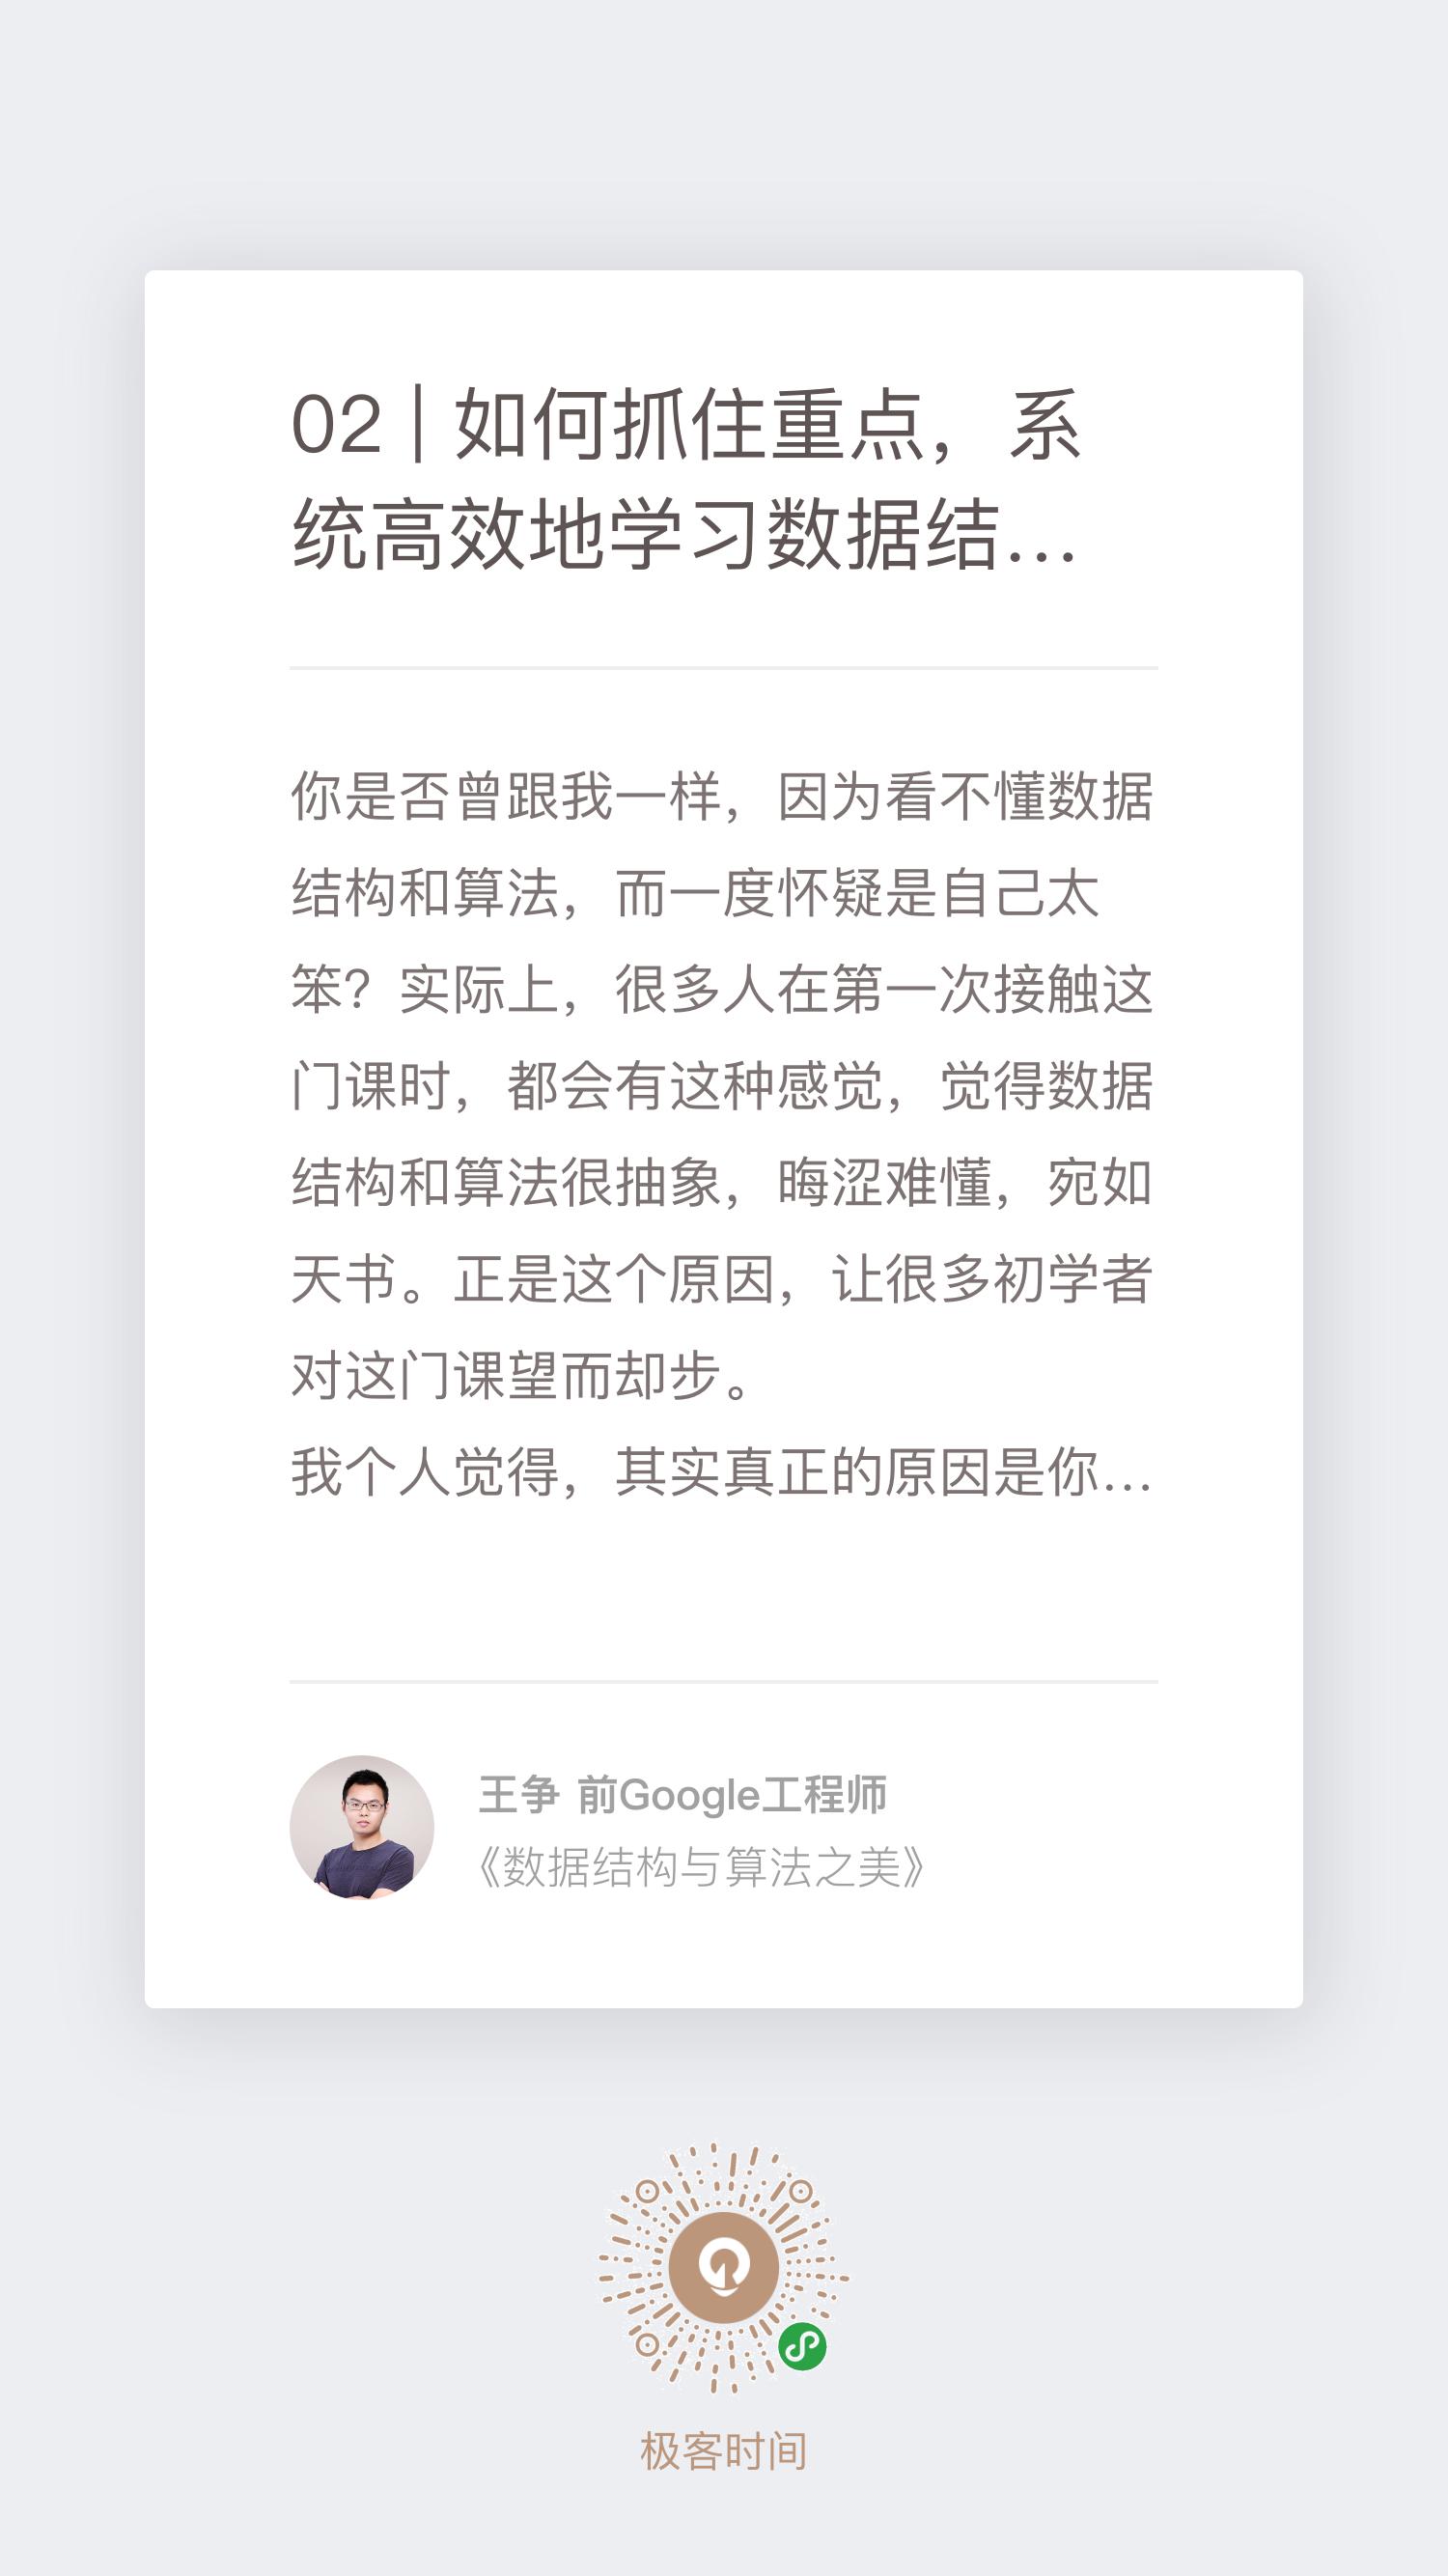 02 | 如何抓住重点，系
统高效地学习数据结...
你是否曾跟我一样，因为看不懂数据
结构和算法，而一度怀疑是自己太
笨？实际上，很多人在第一次接触这
门课时，都会有这种感觉，觉得数据
结构和算法很抽象，晦涩难懂，宛如
天书。正是这个原因，让很多初学者
对这门课望而却步。
我个人觉得，其实真正的原因是你...
王争 前Google工程师
《数据结构与算法之美》
极客时间